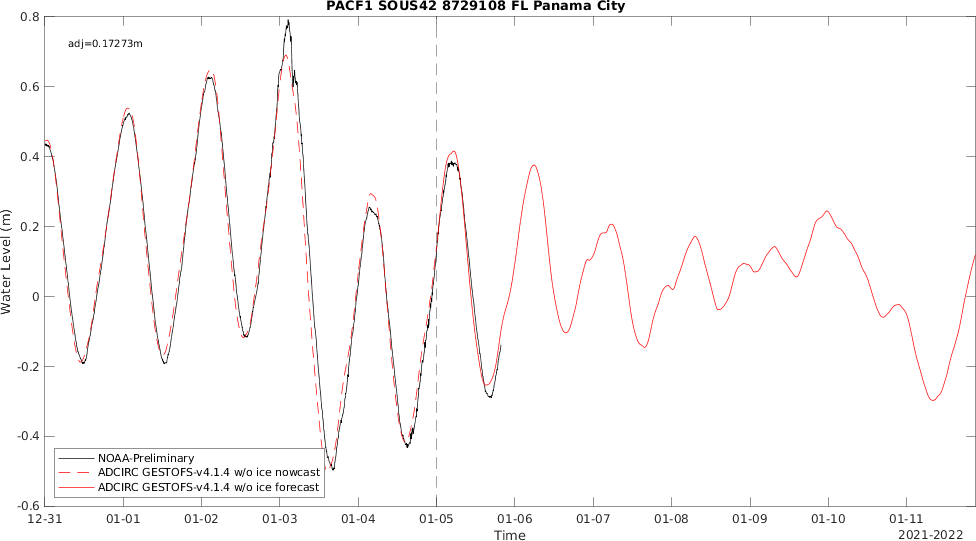 PACF1 SOUS42 8729108 FL Panama City
adj=0.17273m
Water Level (m)
0.8
0.6
0.4
0.2
0
-0.2
-0.4
-0.6
NOAA-Preliminary
ADCIRC GESTOFS-v4.1.4 w/o ice nowcast
ADCIRC GESTOFS-v4.1.4 w/o ice forecast
12-31 01-01 01-02 01-03 01-04 01-05 01-06 01-07 01-08 01-09 01-10 01-11
Time
2021-2022